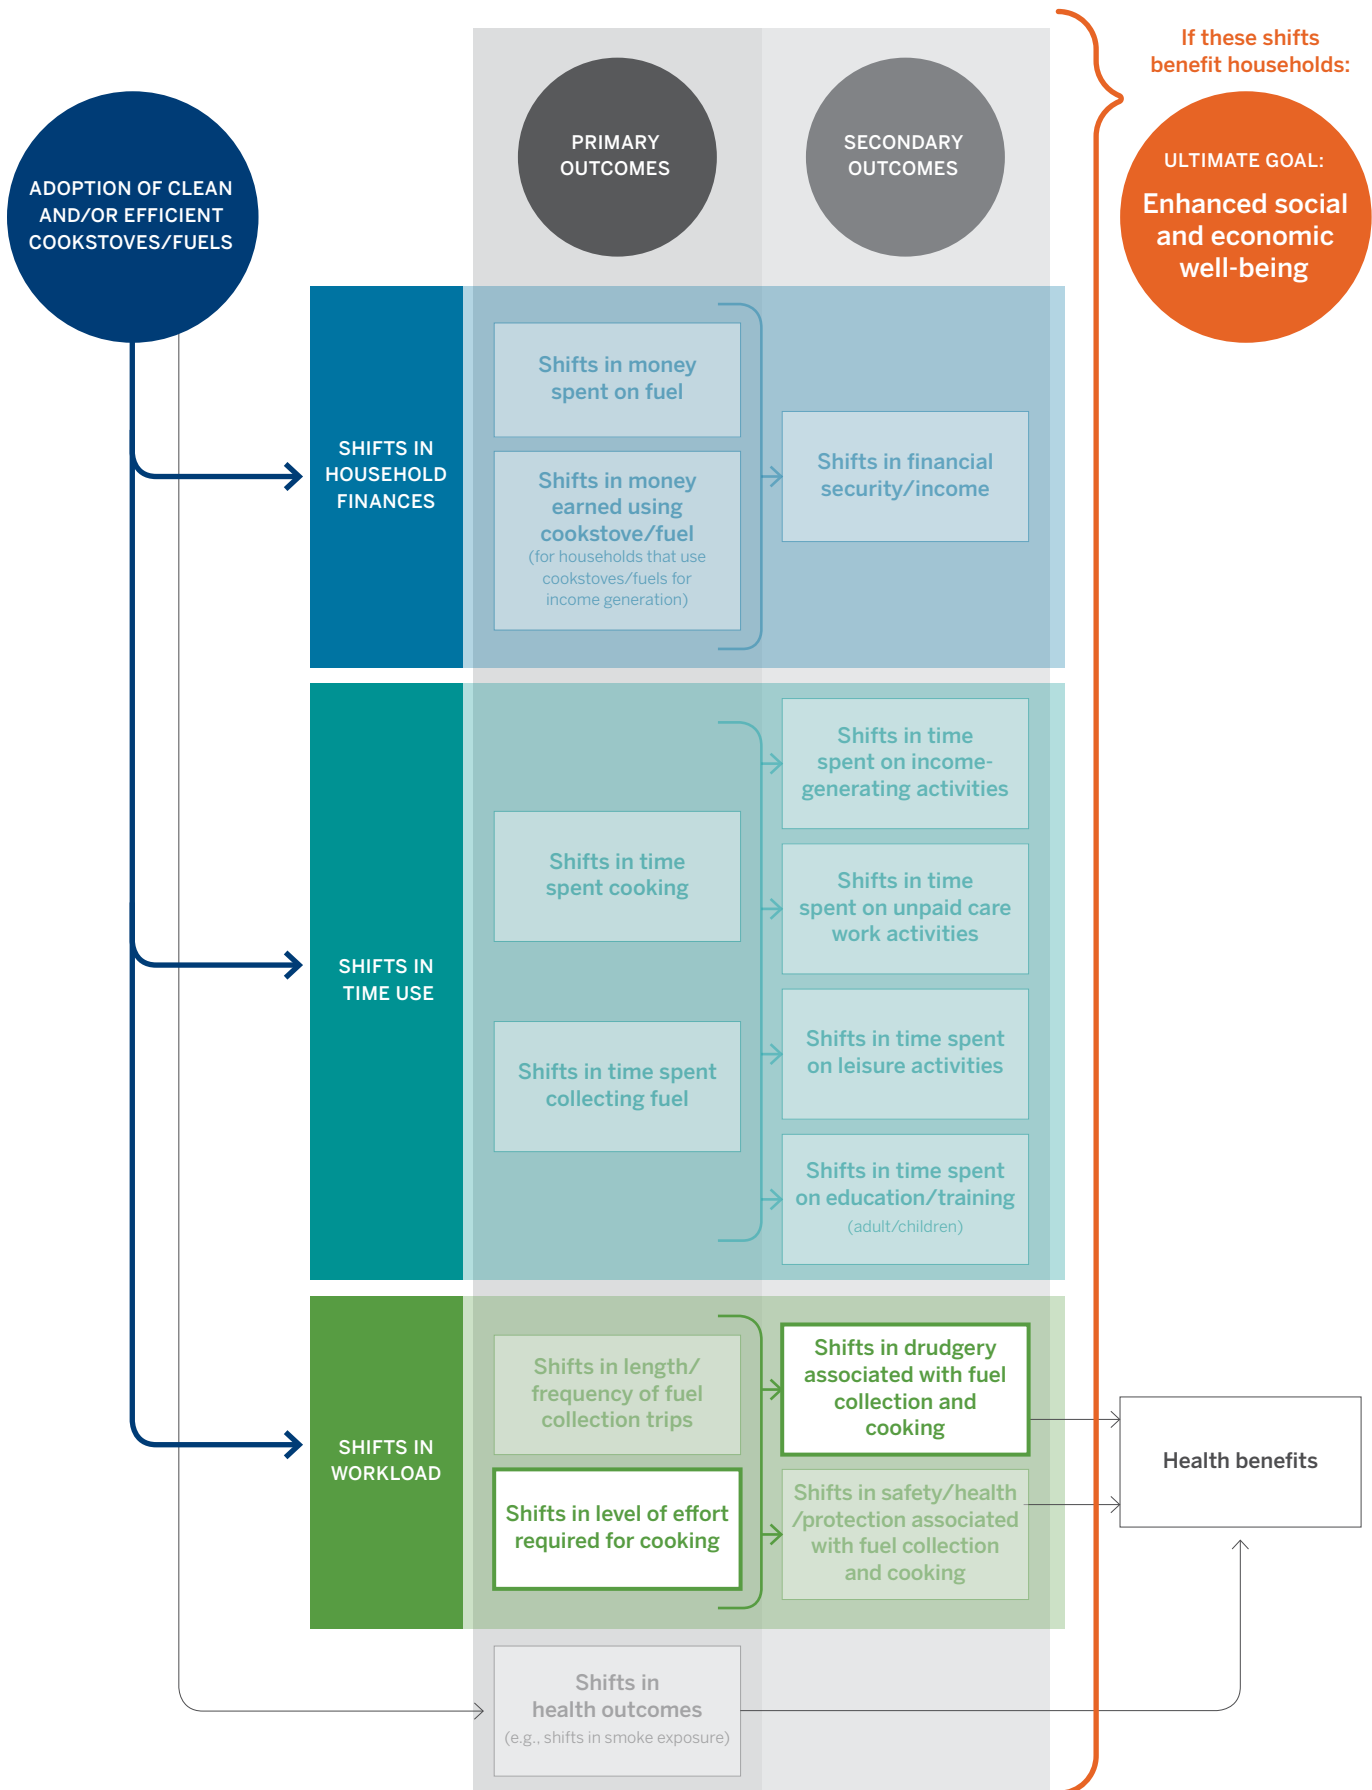 If these shifts
benefit households:
PRIMARY
OUTCOMES
SECONDARY
OUTCOMES
ULTIMATE GOAL:
Enhanced social
and economic
well-being
ADOPTION OF CLEAN
AND/OR EFFICIENT
COOKSTOVES/FUELS
SHIFTS IN
HOUSEHOLD
FINANCES
Shifts in money
spent on fuel
Shifts in money
earned using
cookstove/fuel
(for households that use
cookstoves/fuels for
income generation)
Shifts in financial
security/income
SHIFTS IN
TIME USE
Shifts in time
spent cooking
Shifts in time spent
collecting fuel
Shifts in time
spent on income-
generating activities
Shifts in time
spent on unpaid care
work activities
Shifts in time spent
on leisure activities
Shifts in time spent
on education/training
(adult/children)
SHIFTS IN
WORKLOAD
Shifts in length/
frequency of fuel
collection trips
Shifts in level of effort
required for cooking
Shifts in drudgery
associated with fuel
collection and
cooking
Shifts in safety/health
/protection associated
with fuel collection
and cooking
Health benefits
Shifts in
health outcomes
(e.g., shifts in smoke exposure)